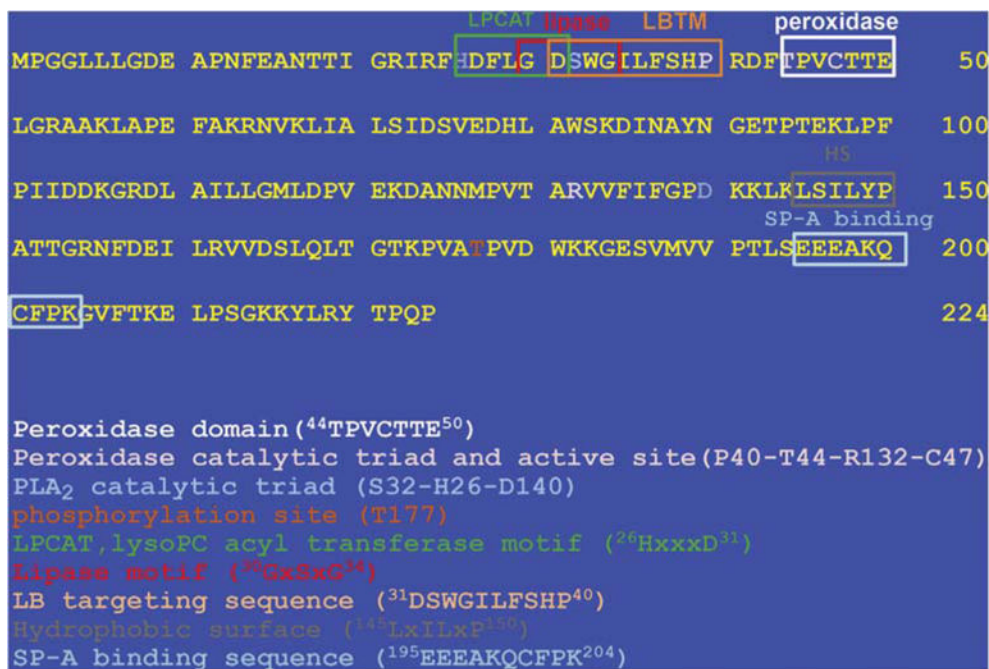 LPCAT lipase LBTM peroxidase
MPGGLLLGDE APNFEANTTI GRIRFHDFLG DSWGILFSHP RDFTPVCTTE 50
LGRAAKLAPE FAKRNVKLIA LSIDSVEDHL AWSKDINAYN GETPTEKLPF 100
HS
PIIDDKGRDL AILLGMLDPV EKDANNMPVT ARVVFIFGPD KKLKLSILYP 150
SP-A binding
ATTGRNFDEI LRVVDSLQLT GTKPVATPVD WKKGESVMVV PTLSEEEAKQ 200
CFPKGVFTKE LPSGKKYLRY TPQP 224
Peroxidase domain(⁴⁴TPVCTTE⁵⁰)
Peroxidase catalytic triad and active site(P40-T44-R132-C47)
PLA₂ catalytic triad (S32-H26-D140)
phosphorylation site (T177)
LPCAT,lysoPC acyl transferase motif (²⁶HxxxD³¹)
Lipase motif (³⁰GxSxG³⁴)
LB targeting sequence (³¹DSWGILFSHP⁴⁰)
Hydrophobic surface (¹⁴⁵LxILxP¹⁵⁰)
SP-A binding sequence (¹⁹⁵EEEAKQCFPK²⁰⁴)